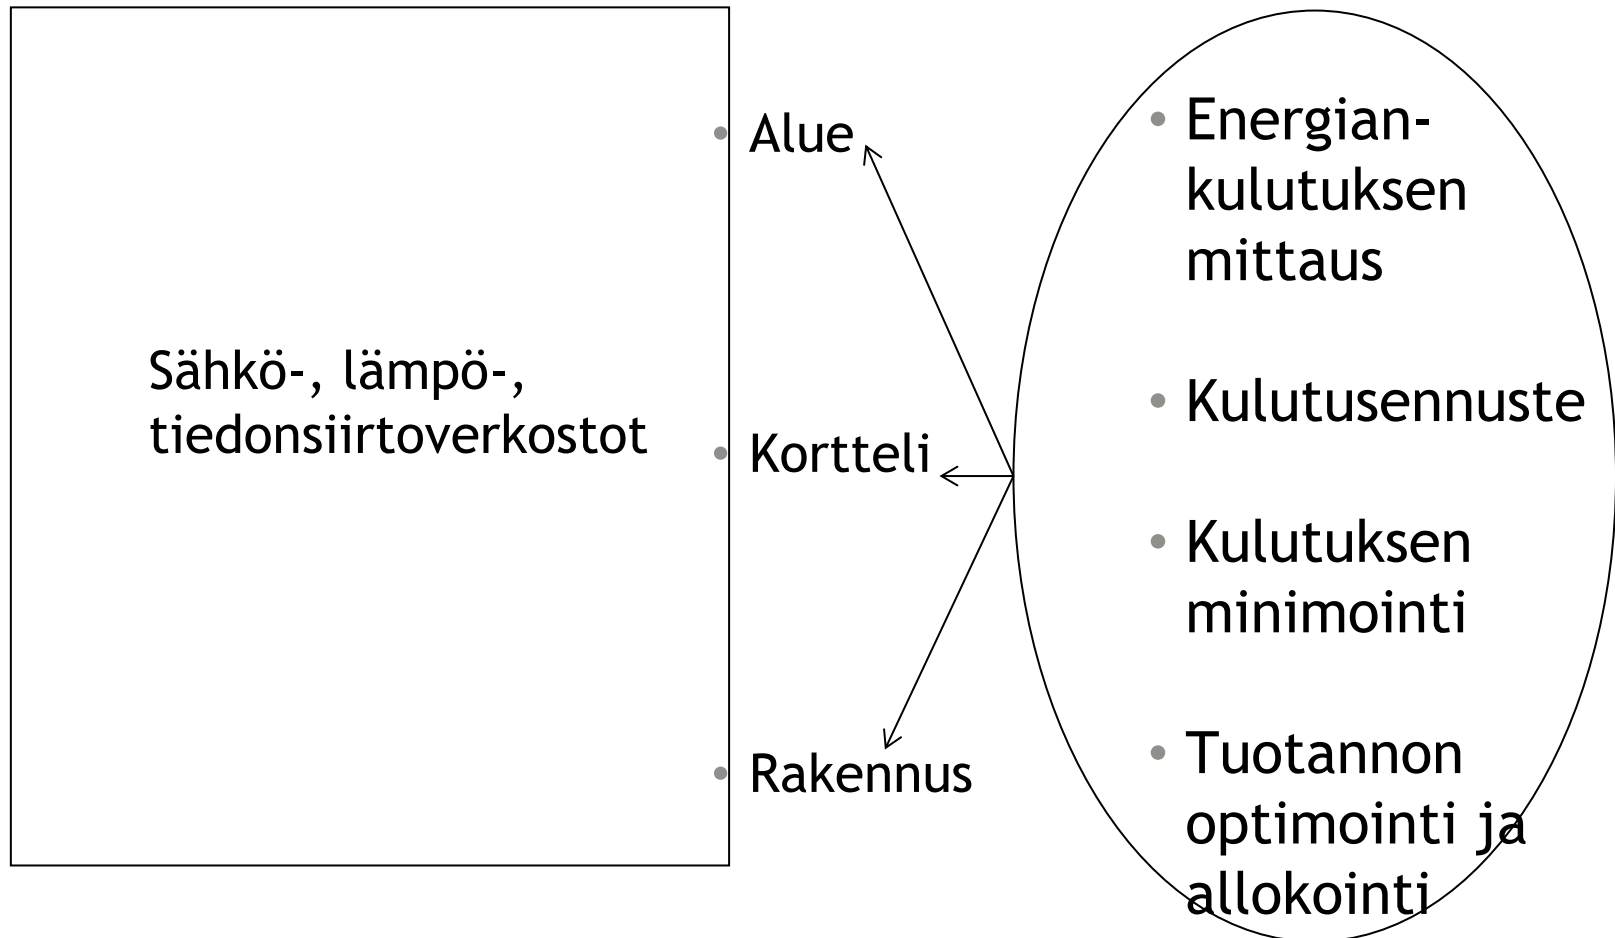 Sähkö-, lämpö-,
tiedonsiirtoverkostot
• Alue
• Kortteli
• Rakennus
• Energian-
kulutuksen
mittaus
• Kulutusennuste
• Kulutuksen
minimointi
• Tuotannon
optimointi ja
allokointi